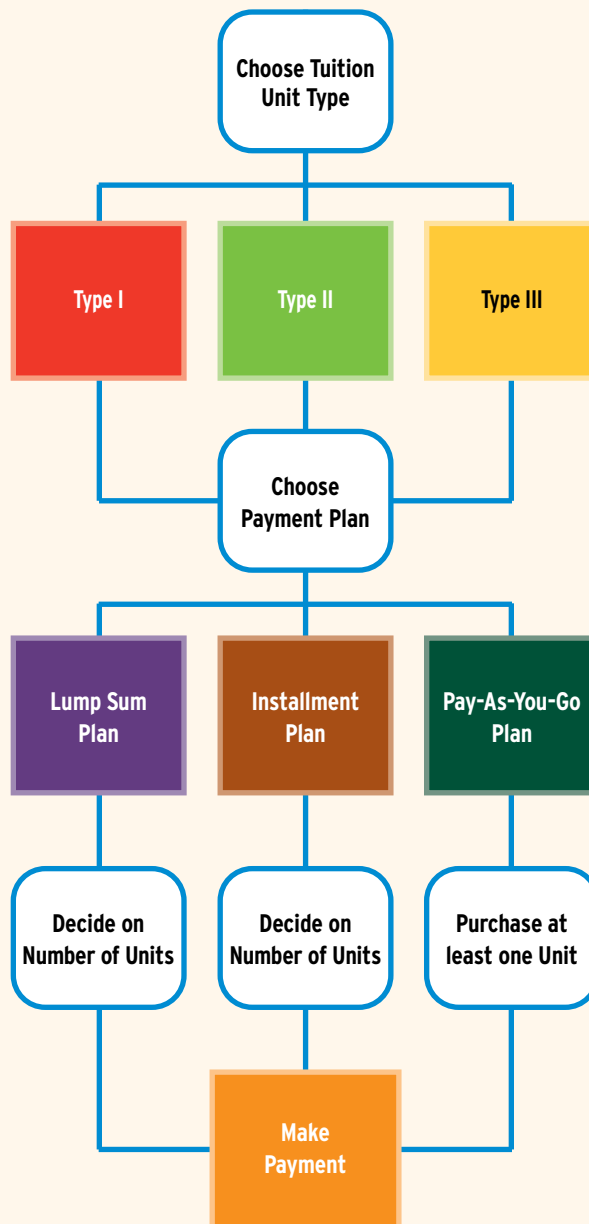 Choose Tuition
Unit Type
Type I
Type II
Type III
Choose
Payment Plan
Lump Sum
Plan
Installment
Plan
Pay-As-You-Go
Plan
Decide on
Number of Units
Decide on
Number of Units
Purchase at
least one Unit
Make
Payment